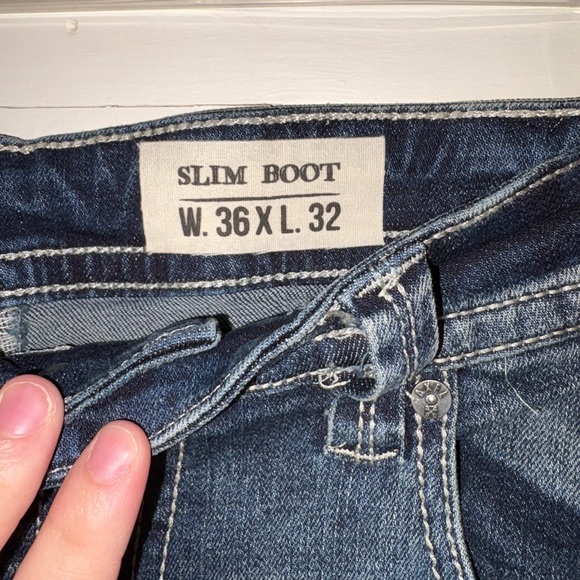 SLIM BOOT
W. 36 X L. 32